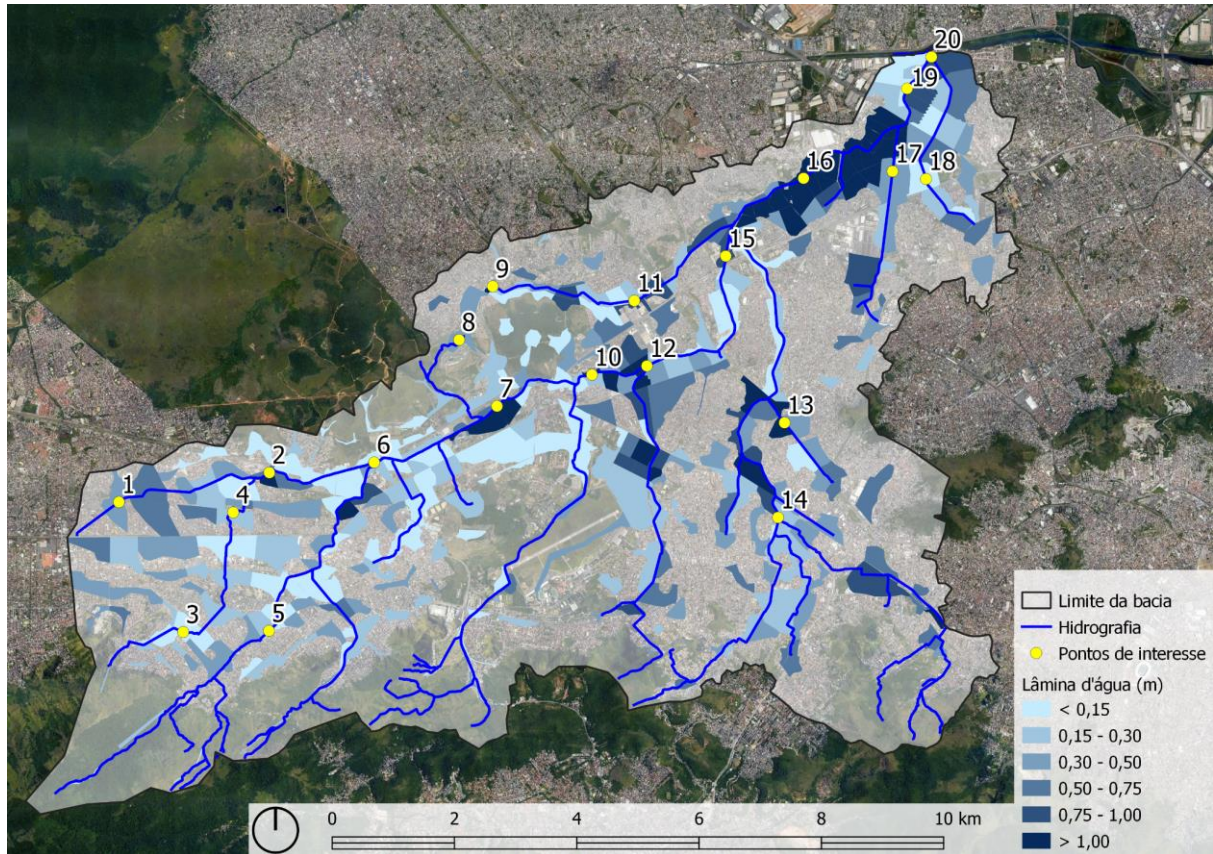 20
19
17
18
16
15
9
11
8
12
10
7
13
6
2
1
4
14
3
5
Limite da bacia
Hidrografia
Pontos de interesse
Lâmina d'água (m)
< 0,15
0,15 - 0,30
0,30 - 0,50
0,50 - 0,75
0,75 - 1,00
> 1,00
0 2 4 6 8 10 km